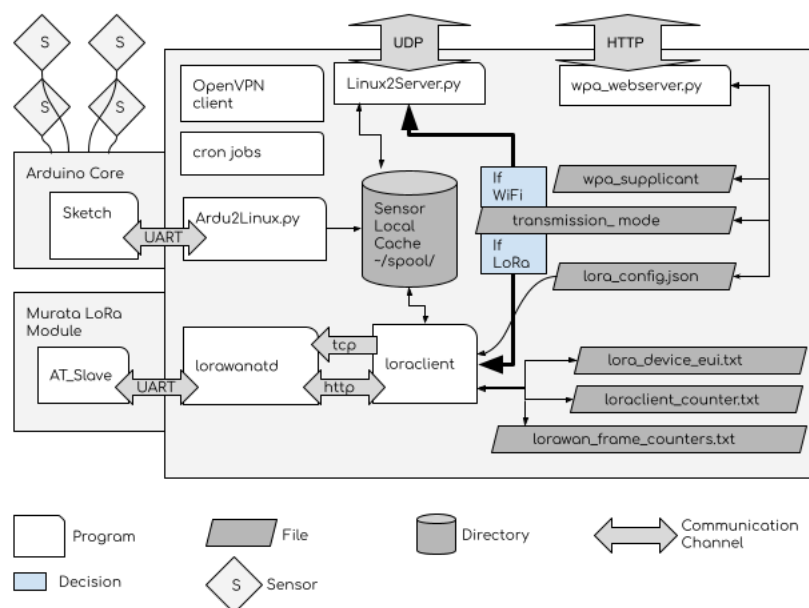 S
S
UDP
HTTP
OpenVPN
client
Linux2Server.py
wpa_webserver.py
S
S
cron jobs
Arduino Core
If
WiFi
wpa_supplicant
Sketch
Ardu2Linux.py
Sensor
Local
Cache
~/spool/
transmission_ mode
UART
If
LoRa
lora_config.json
Murata LoRa
Module
tcp
AT_Slave
lorawanatd
loraclient
lora_device_eui.txt
UART
http
loraclient_counter.txt
lorawan_frame_counters.txt
Program
File
Directory
Communication
Channel
Decision
S
Sensor